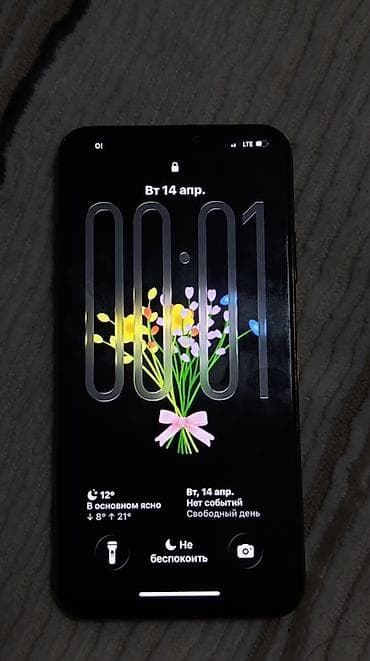 O!
LTE
Вт 14 апр.
00:01
12°
В основном ясно
↓ 8° ↑ 21°
Вт, 14 апр.
Нет событий
Свободный день
Не
беспокоить